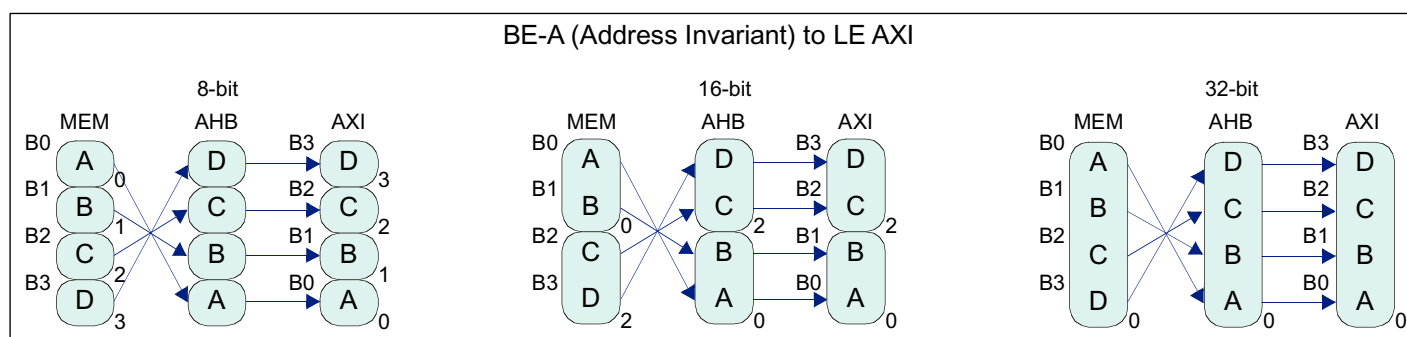 BE-A (Address Invariant) to LE AXI
8-bit 16-bit 32-bit
MEM AHB AXI MEM AHB AXI MEM AHB AXI
B0 B3 B0 B3 B0 B3
A D D A D D A D D
0 3
B1 B2 B1 B2 B1 B2
B C C B C C B C C
1 2 0 2 2
B2 B1 B2 B1 B2 B1
C B B C B B C B B
2 1
B3 B0 B3 B0 B3 B0
D A A D A A D A A
3 0 2 0 0 0 0 0